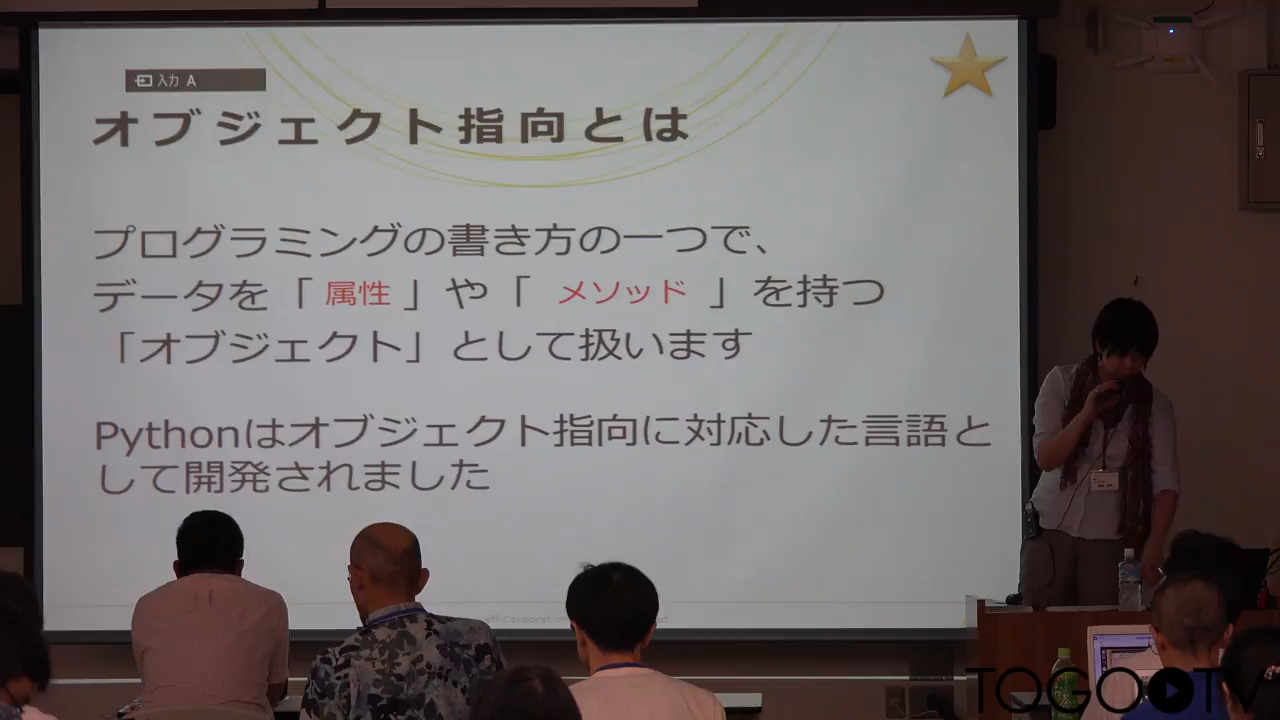 入力 A
オブジェクト指向とは
プログラミングの書き方の一つで、
データを「 属性 」や「 メソッド 」を持つ
「オブジェクト」として扱います
Pythonはオブジェクト指向に対応した言語と
して開発されました
TOGOTV